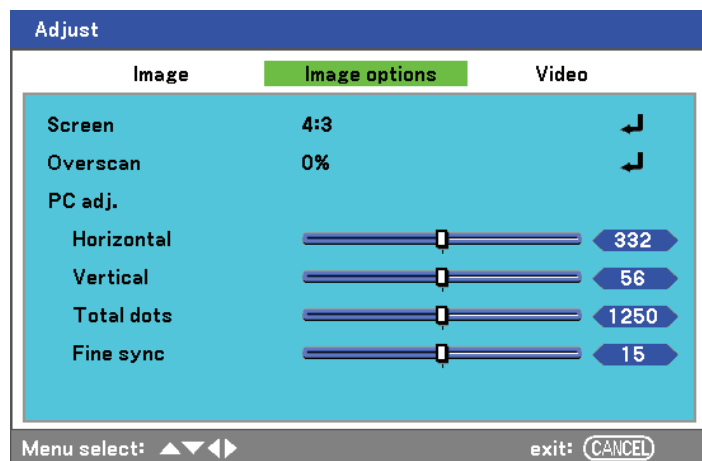 Adjust
Image Image options Video
Screen 4:3
Overscan 0%
PC adj.
Horizontal 332
Vertical 56
Total dots 1250
Fine sync 15
Menu select: ▲▼◀▶ exit: CANCEL